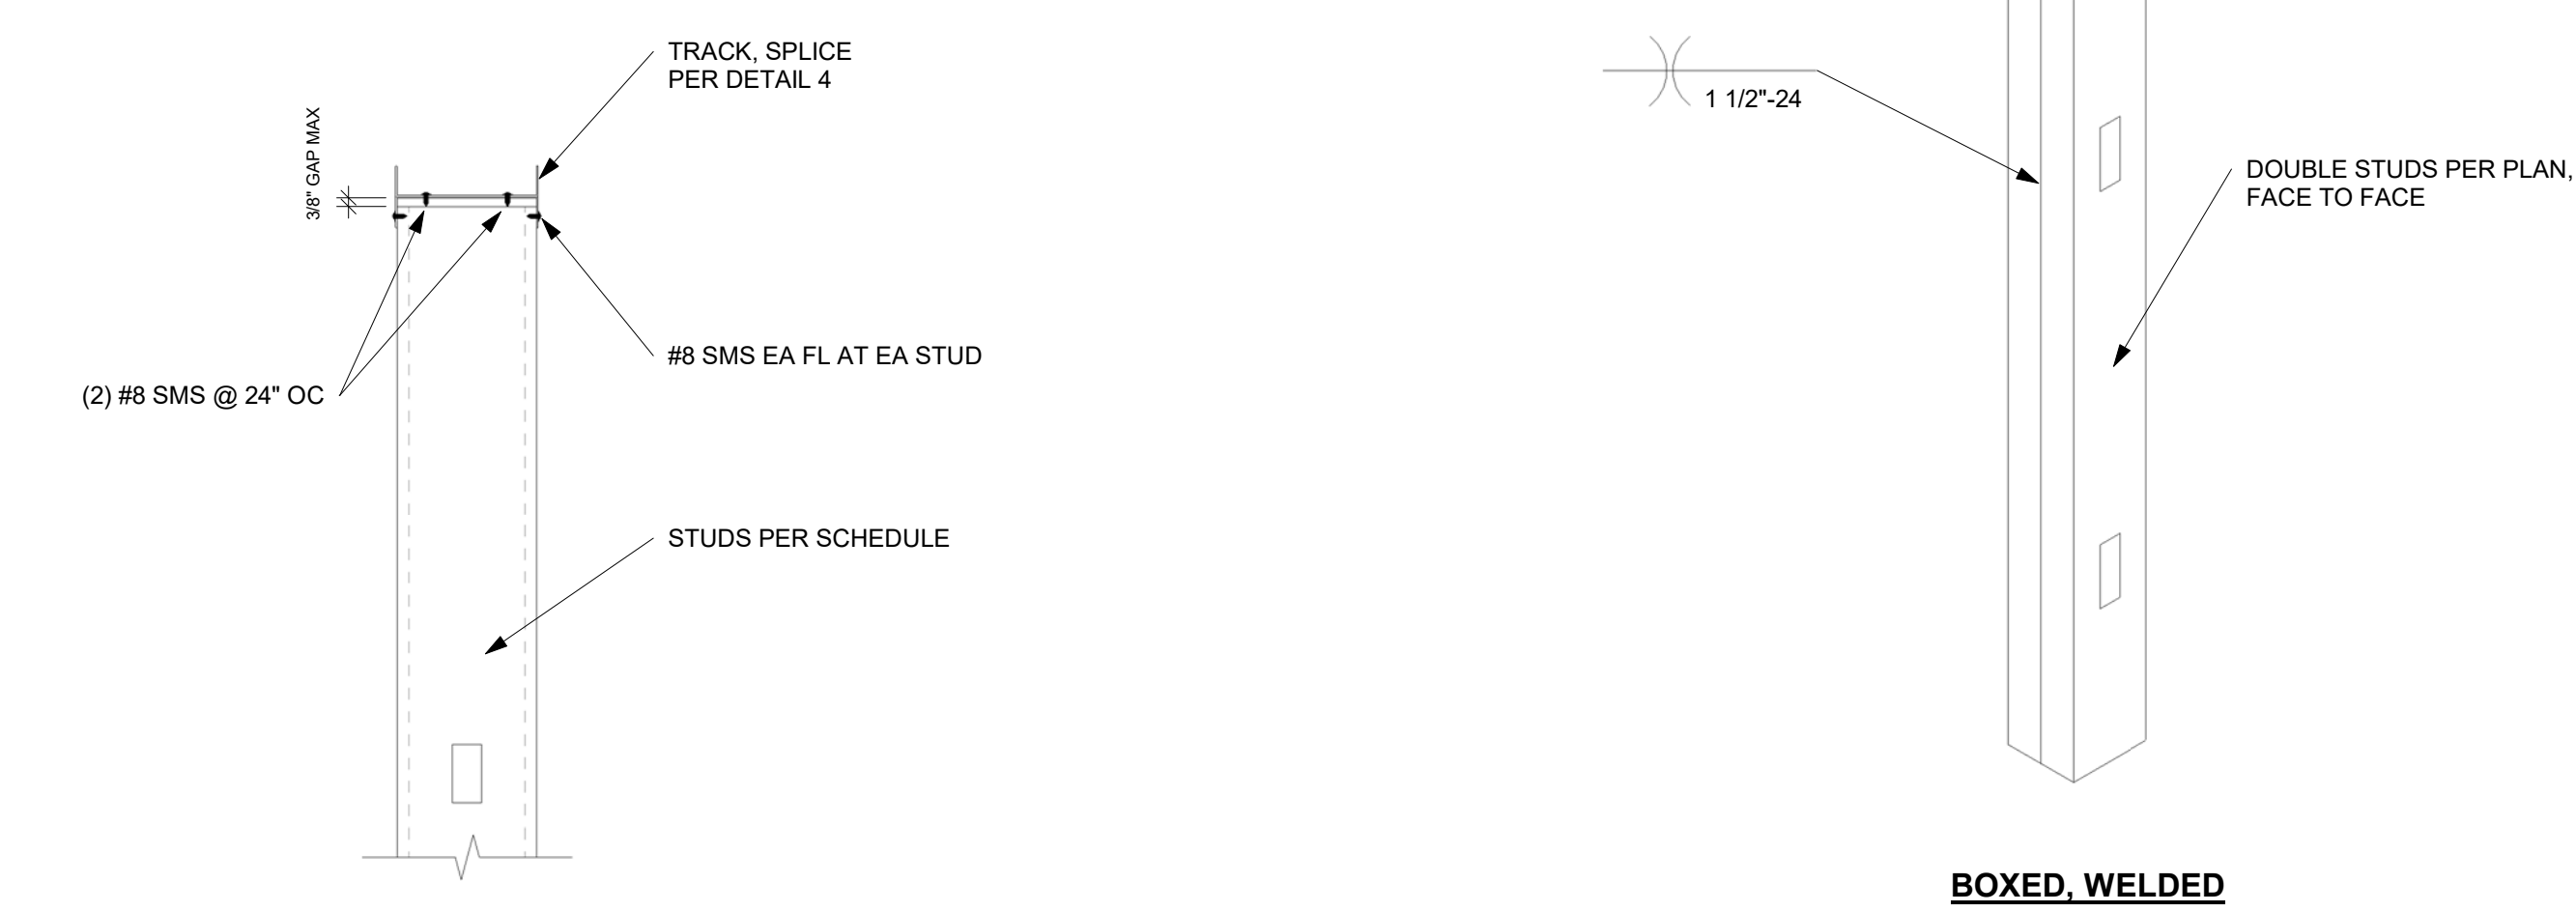 TRACK, SPLICE
PER DETAIL 4
3/8" GAP MAX
#8 SMS EA FL AT EA STUD
(2) #8 SMS @ 24" OC
STUDS PER SCHEDULE
1 1/2"-24
DOUBLE STUDS PER PLAN,
FACE TO FACE
BOXED, WELDED